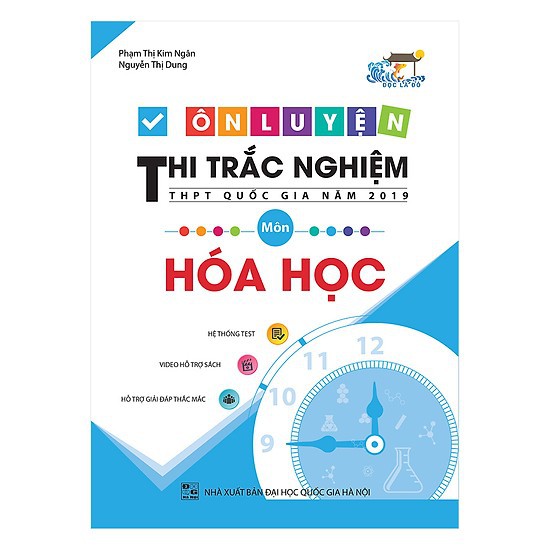 Phạm Thị Kim Ngân
Nguyễn Thị Dung
ĐỌC LÀ ĐỖ
ÔN LUYỆN
THI TRẮC NGHIỆM
THPT QUỐC GIA NĂM 2019
Môn
HÓA HỌC
HỆ THỐNG TEST
VIDEO HỖ TRỢ SÁCH
HỖ TRỢ GIẢI ĐÁP THẮC MẮC
12
11
10
9
NHÀ XUẤT BẢN ĐẠI HỌC QUỐC GIA HÀ NỘI